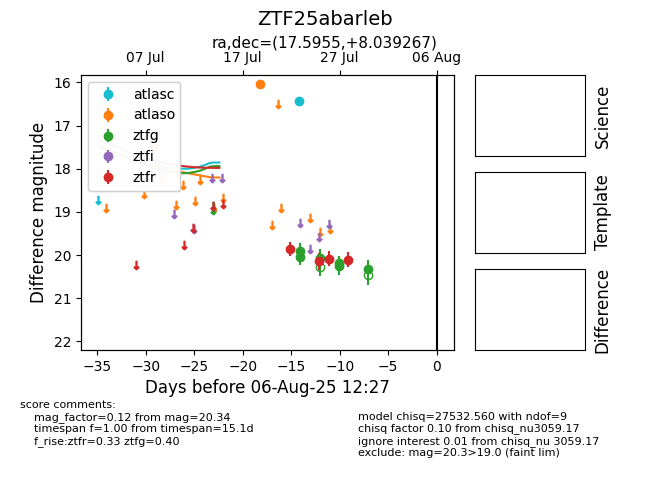 ZTF25abarleb
ra,dec=(17.5955,+8.039267)
07 Jul
17 Jul
27 Jul
06 Aug
16
17
18
19
20
21
22
Difference magnitude
atlasc
atlaso
ztfg
ztfi
ztfr
−35
−30
−25
−20
−15
−10
−5
0
Days before 06-Aug-25 12:27
Science
Template
Difference
score comments:
mag_factor=0.12 from mag=20.34
timespan f=1.00 from timespan=15.1d
f_rise:ztfr=0.33 ztfg=0.40
model chisq=27532.560 with ndof=9
chisq factor 0.10 from chisq_nu3059.17
ignore interest 0.01 from chisq_nu 3059.17
exclude: mag=20.3>19.0 (faint lim)